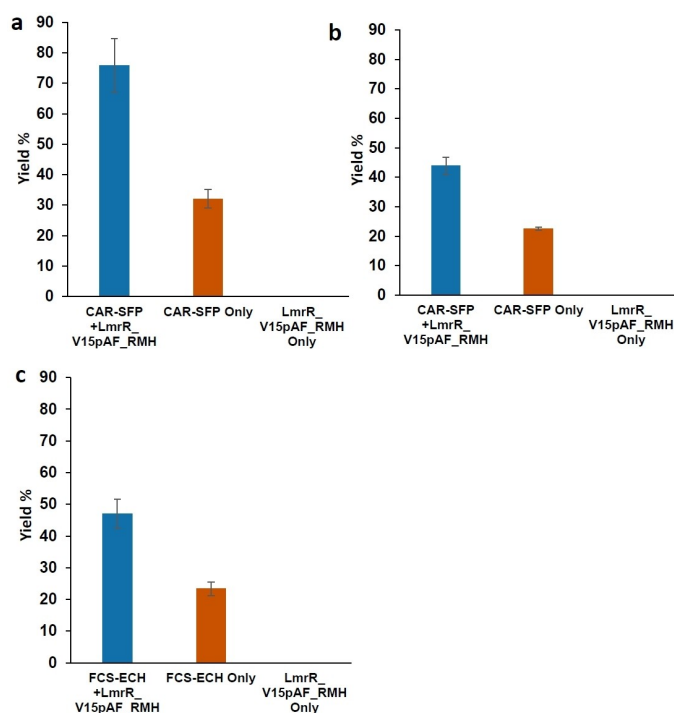 a
Yield %
90
80
70
60
50
40
30
20
10
0
CAR-SFP
+LmrR_
V15pAF_RMH
CAR-SFP Only
LmrR_
V15pAF_RMH
Only
b
Yield %
90
80
70
60
50
40
30
20
10
0
CAR-SFP
+LmrR_
V15pAF_RMH
CAR-SFP Only
LmrR_
V15pAF_RMH
Only
c
Yield %
90
80
70
60
50
40
30
20
10
0
FCS-ECH
+LmrR_
V15pAF_RMH
FCS-ECH Only
LmrR_
V15pAF_RMH
Only